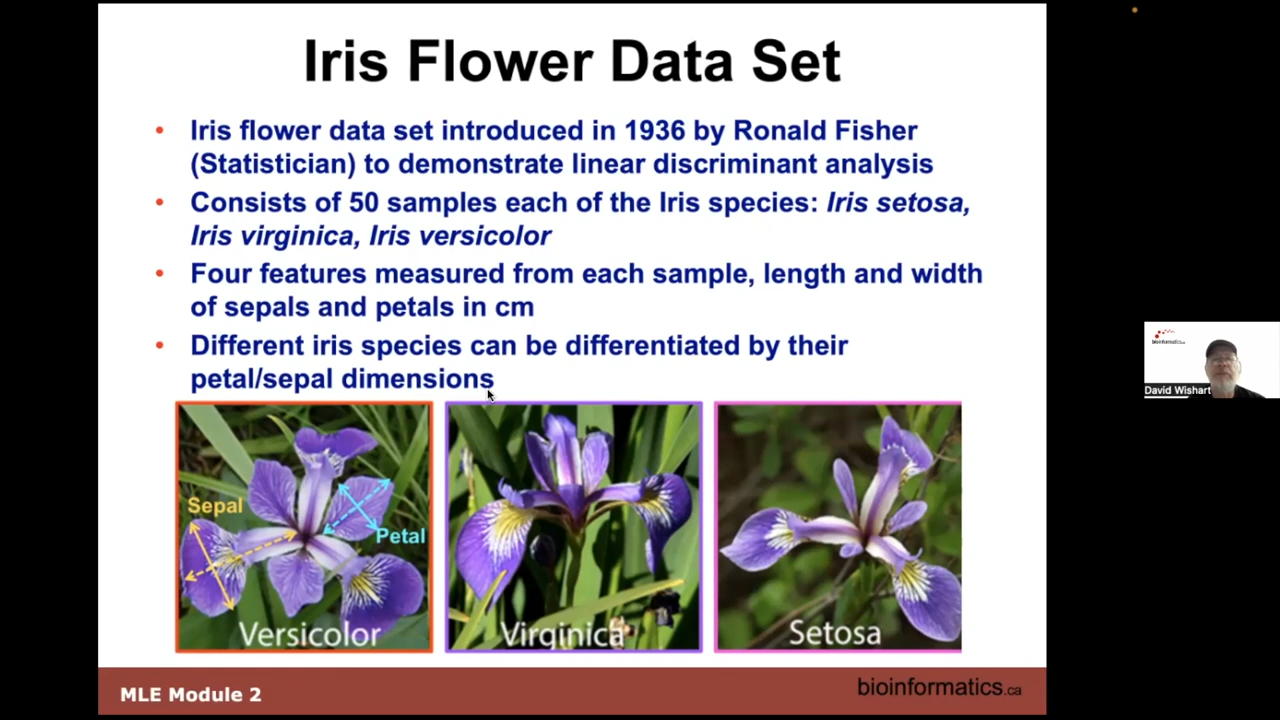 Iris Flower Data Set
• Iris flower data set introduced in 1936 by Ronald Fisher
(Statistician) to demonstrate linear discriminant analysis
• Consists of 50 samples each of the Iris species: Iris setosa,
Iris virginica, Iris versicolor
• Four features measured from each sample, length and width
of sepals and petals in cm
• Different iris species can be differentiated by their
petal/sepal dimensions
Sepal
Petal
Versicolor
Virginica
Setosa
MLE Module 2
bioinformatics.ca
bioinformatics.ca
David Wishart